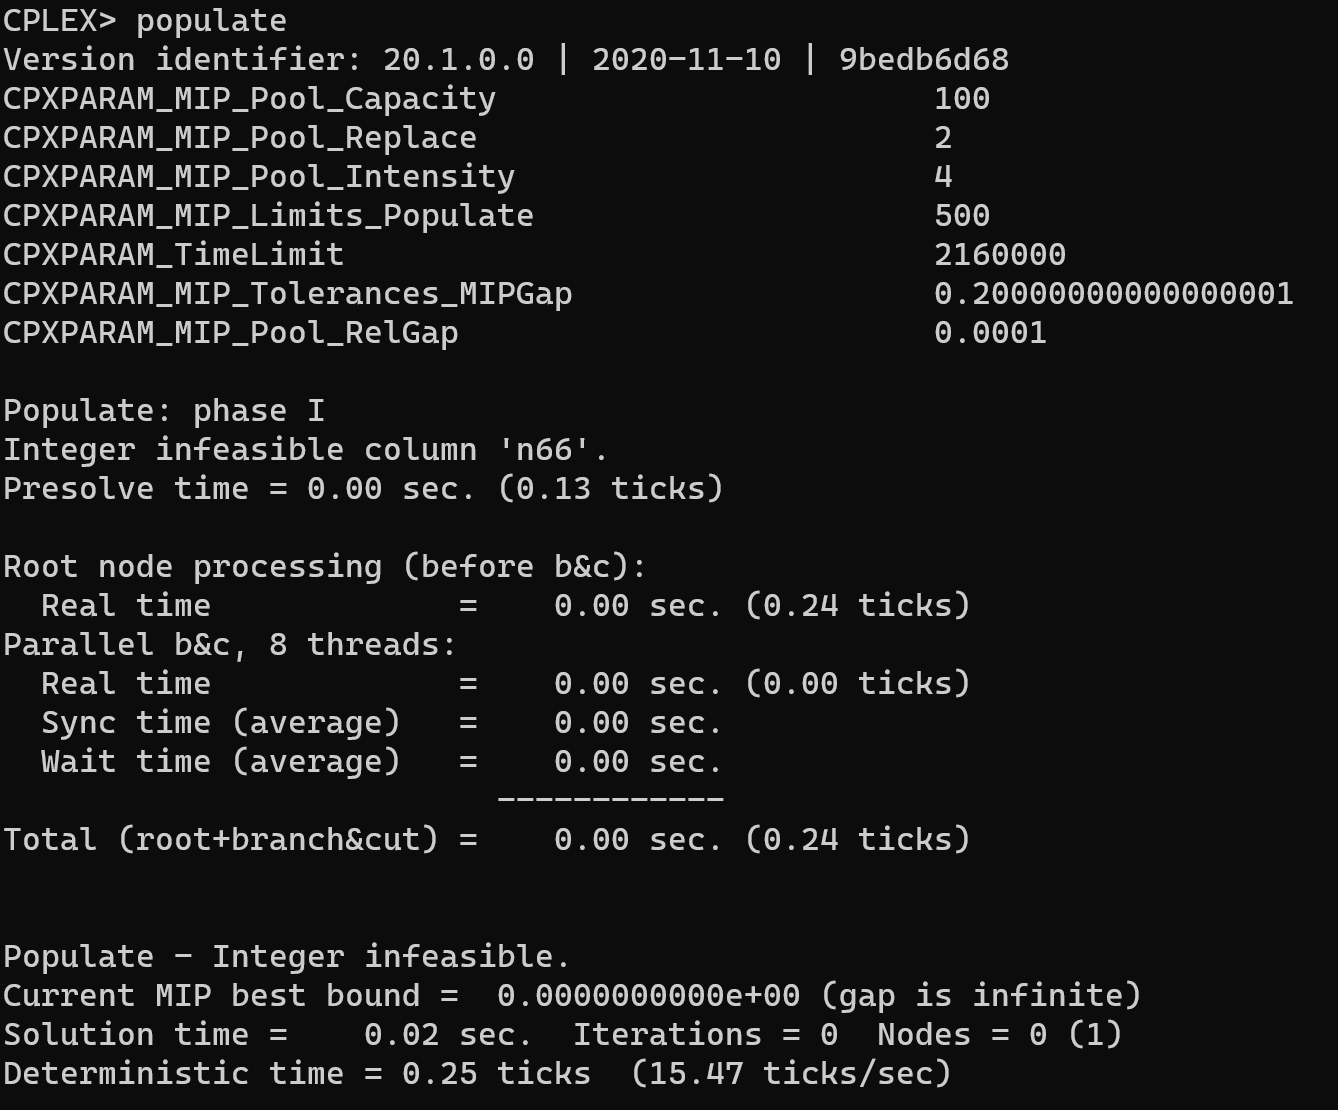 CPLEX> populate
Version identifier: 20.1.0.0 | 2020-11-10 | 9bedb6d68
CPXPARAM_MIP_Pool_Capacity                       100
CPXPARAM_MIP_Pool_Replace                        2
CPXPARAM_MIP_Pool_Intensity                      4
CPXPARAM_MIP_Limits_Populate                     500
CPXPARAM_TimeLimit                               2160000
CPXPARAM_MIP_Tolerances_MIPGap                   0.20000000000000001
CPXPARAM_MIP_Pool_RelGap                         0.0001

Populate: phase I
Integer infeasible column 'n66'.
Presolve time = 0.00 sec. (0.13 ticks)

Root node processing (before b&c):
  Real time             =    0.00 sec. (0.24 ticks)
Parallel b&c, 8 threads:
  Real time             =    0.00 sec. (0.00 ticks)
  Sync time (average)   =    0.00 sec.
  Wait time (average)   =    0.00 sec.
                          ------------
Total (root+branch&cut) =    0.00 sec. (0.24 ticks)


Populate - Integer infeasible.
Current MIP best bound =  0.0000000000e+00 (gap is infinite)
Solution time =    0.02 sec.  Iterations = 0  Nodes = 0 (1)
Deterministic time = 0.25 ticks  (15.47 ticks/sec)